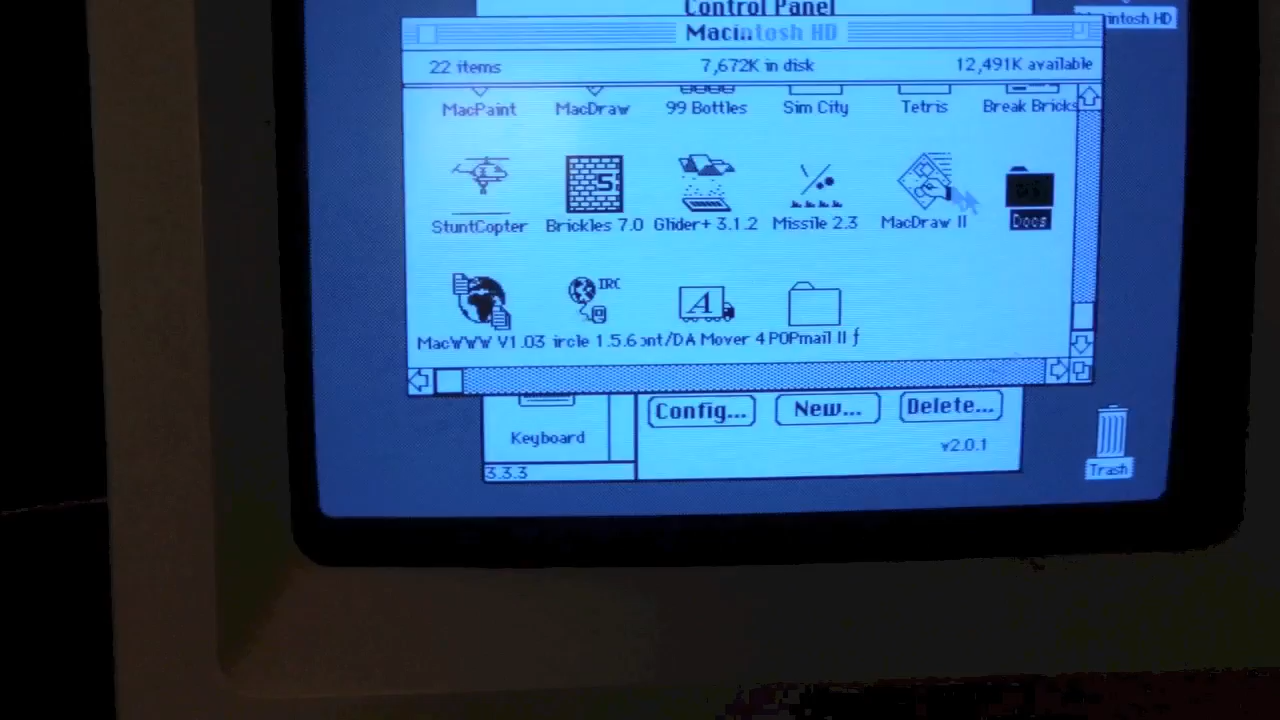 Control Panel
intosh HD
Macintosh HD
22 items 7,672K in disk 12,491K available
MacPaint MacDraw 99 Bottles Sim City Tetris Break Bricks
S
StuntCopter Brickles 7.0 Glider+ 3.1.2 Missile 2.3 MacDraw II Docs
IRC
A
MacWWW V1.03 ircle 1.5.6 ont/DA Mover 4 POPmail II ƒ
Config... New... Delete...
Keyboard
v2.0.1
3.3.3
Trash